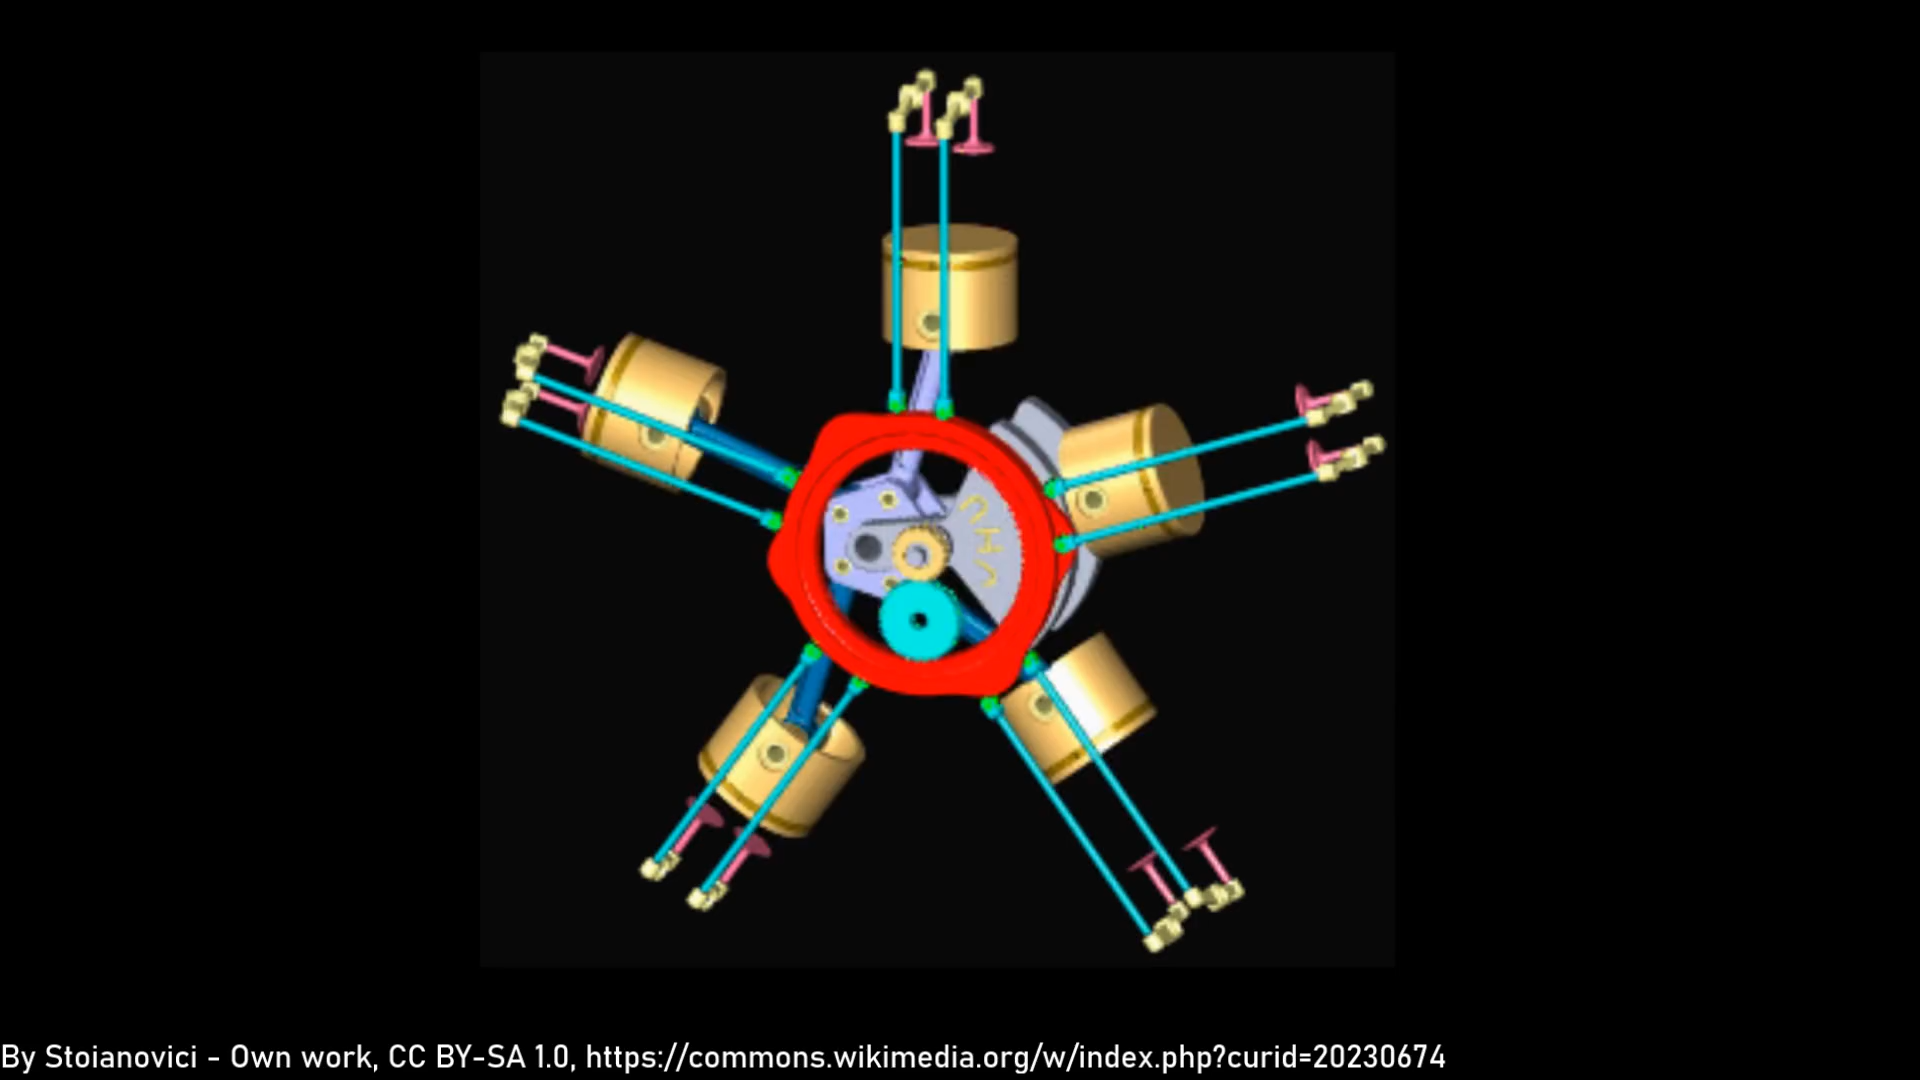 By Stoianovici - Own work, CC BY-SA 1.0, https://commons.wikimedia.org/w/index.php?curid=20230674